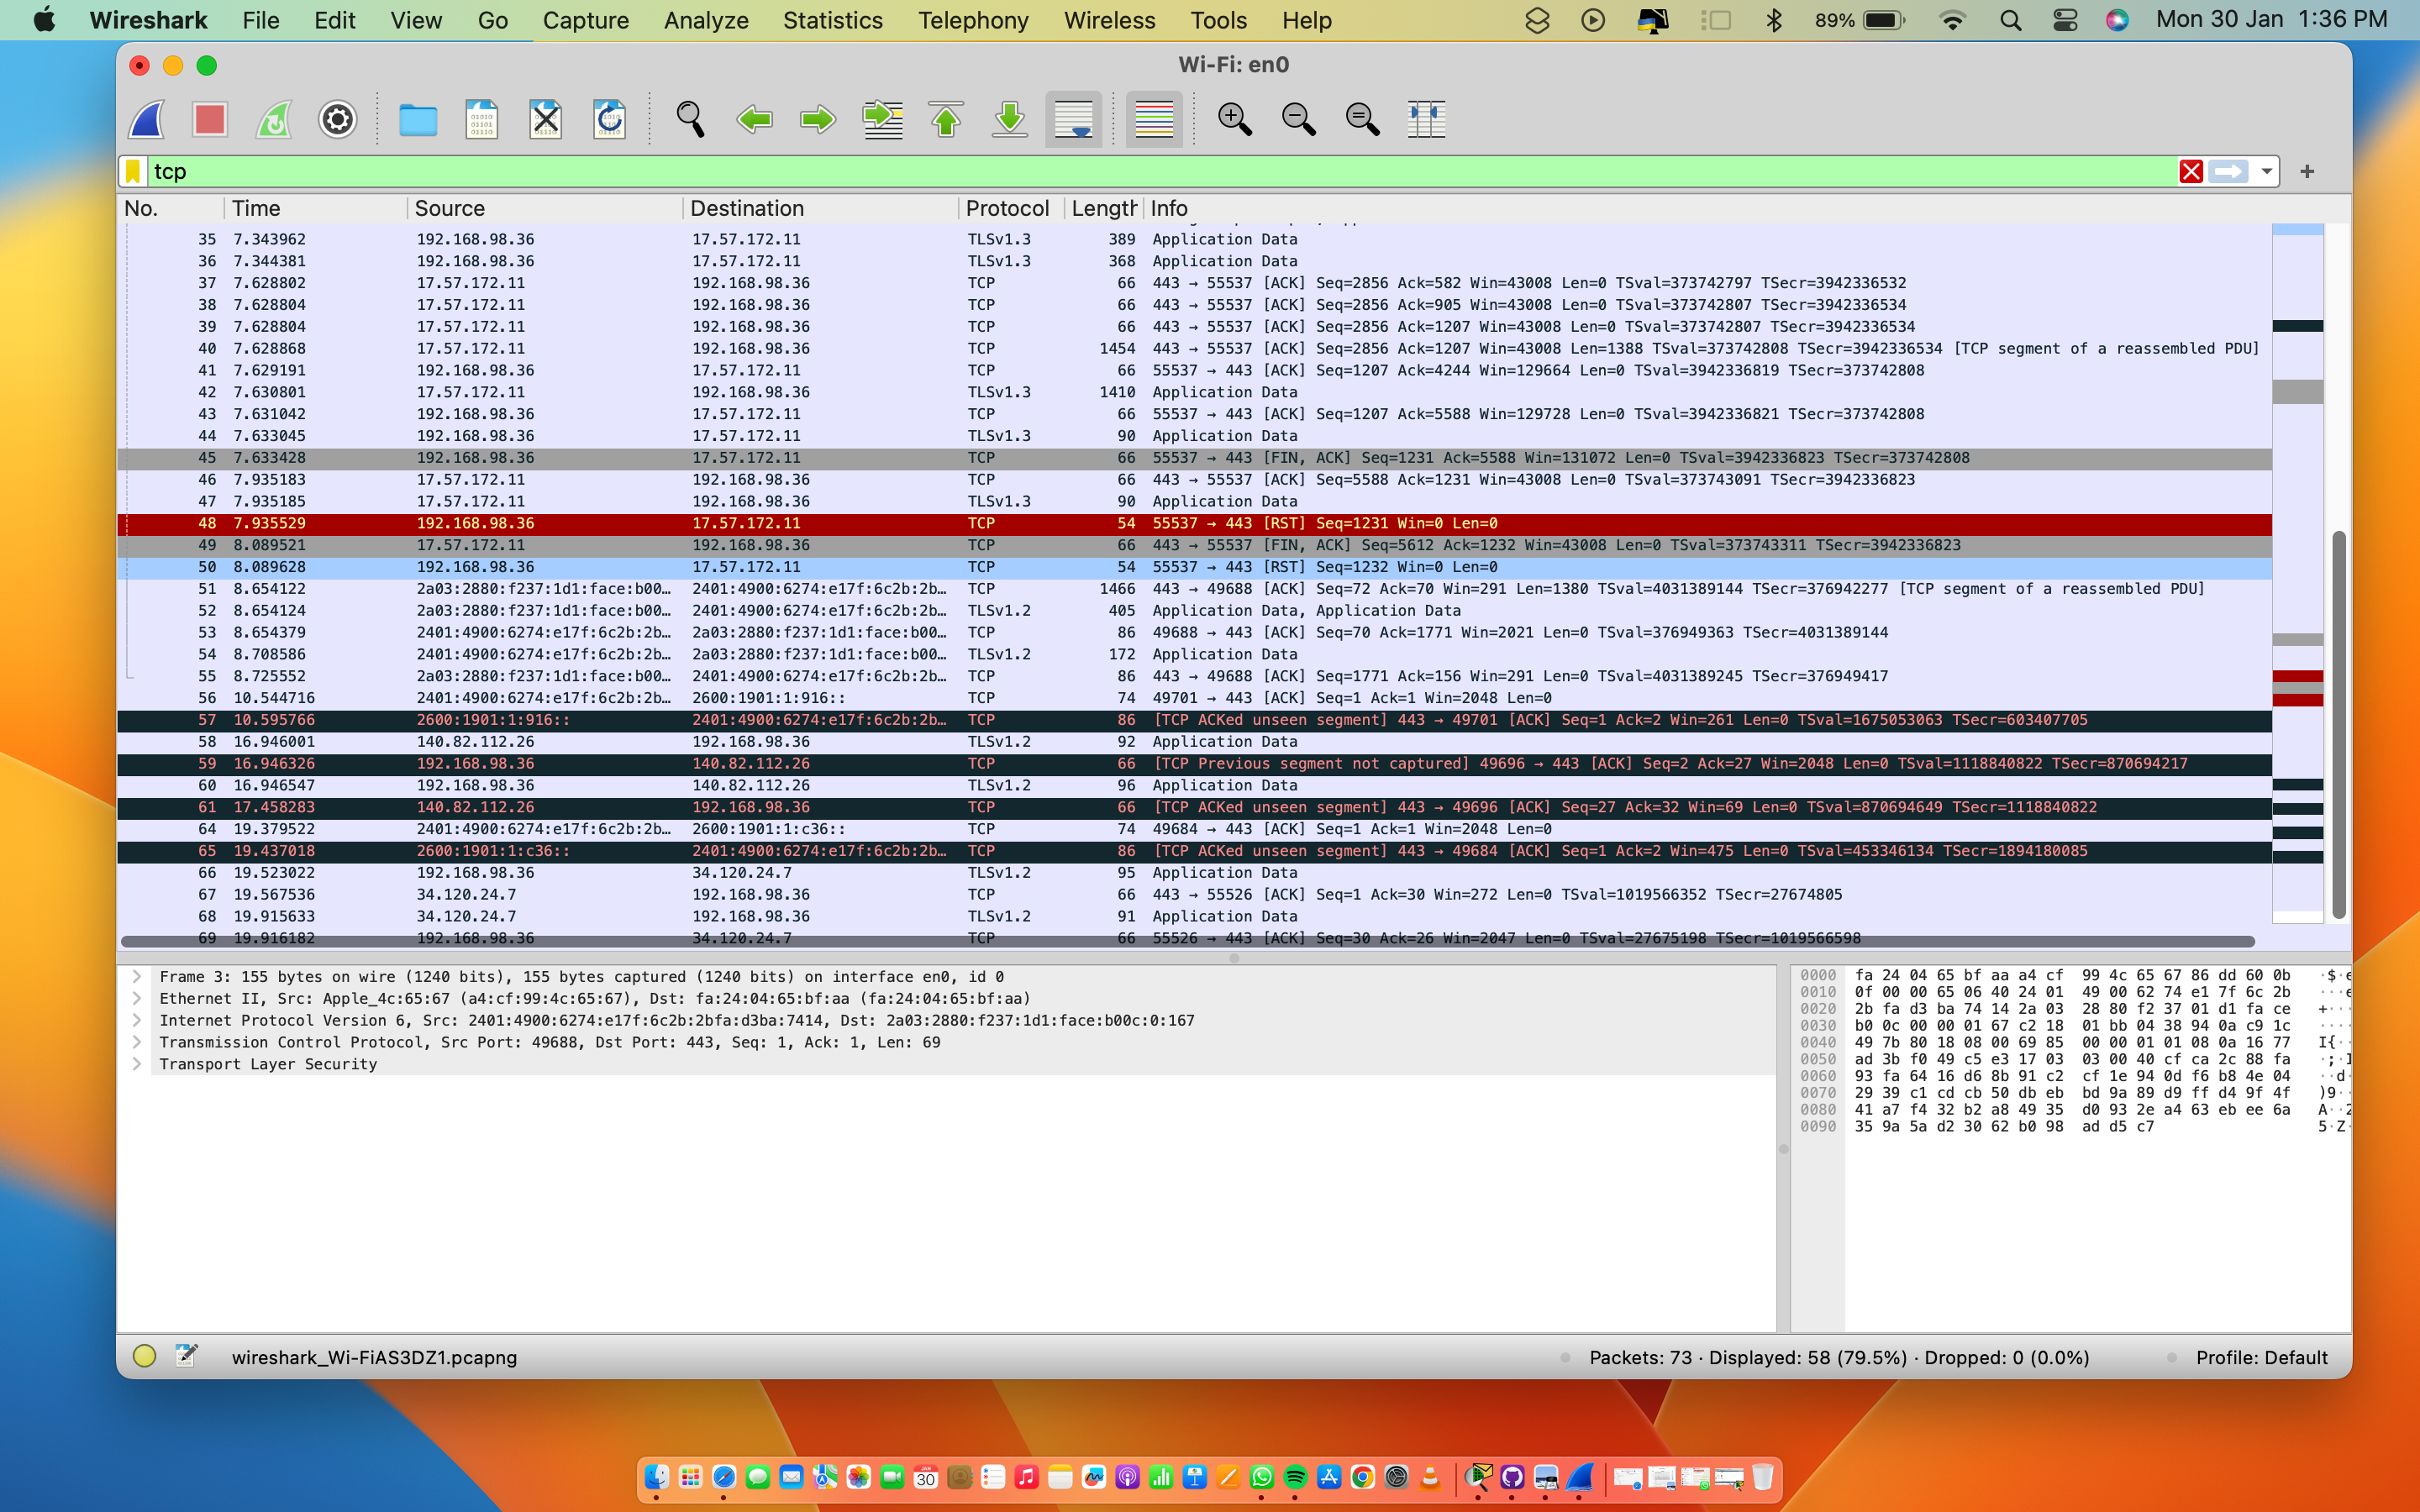 Wireshark File Edit View Go Capture Analyze Statistics Telephony Wireless Tools Help 89% Mon 30 Jan 1:36 PM
Wi-Fi: en0
tcp
No. Time Source Destination Protocol Length Info
35 7.343962 192.168.98.36 17.57.172.11 TLSv1.3 389 Application Data
36 7.344381 192.168.98.36 17.57.172.11 TLSv1.3 368 Application Data
37 7.628802 17.57.172.11 192.168.98.36 TCP 66 443 → 55537 [ACK] Seq=2856 Ack=582 Win=43008 Len=0 TSval=373742797 TSecr=3942336532
38 7.628804 17.57.172.11 192.168.98.36 TCP 66 443 → 55537 [ACK] Seq=2856 Ack=905 Win=43008 Len=0 TSval=373742807 TSecr=3942336534
39 7.628804 17.57.172.11 192.168.98.36 TCP 66 443 → 55537 [ACK] Seq=2856 Ack=1207 Win=43008 Len=0 TSval=373742807 TSecr=3942336534
40 7.628868 17.57.172.11 192.168.98.36 TCP 1454 443 → 55537 [ACK] Seq=2856 Ack=1207 Win=43008 Len=1388 TSval=373742808 TSecr=3942336534 [TCP segment of a reassembled PDU]
41 7.629191 192.168.98.36 17.57.172.11 TCP 66 55537 → 443 [ACK] Seq=1207 Ack=4244 Win=129664 Len=0 TSval=3942336819 TSecr=373742808
42 7.630801 17.57.172.11 192.168.98.36 TLSv1.3 1410 Application Data
43 7.631042 192.168.98.36 17.57.172.11 TCP 66 55537 → 443 [ACK] Seq=1207 Ack=5588 Win=129728 Len=0 TSval=3942336821 TSecr=373742808
44 7.633045 192.168.98.36 17.57.172.11 TLSv1.3 90 Application Data
45 7.633428 192.168.98.36 17.57.172.11 TCP 66 55537 → 443 [FIN, ACK] Seq=1231 Ack=5588 Win=131072 Len=0 TSval=3942336823 TSecr=373742808
46 7.935183 17.57.172.11 192.168.98.36 TCP 66 443 → 55537 [ACK] Seq=5588 Ack=1231 Win=43008 Len=0 TSval=373743091 TSecr=3942336823
47 7.935185 17.57.172.11 192.168.98.36 TLSv1.3 90 Application Data
48 7.935529 192.168.98.36 17.57.172.11 TCP 54 55537 → 443 [RST] Seq=1231 Win=0 Len=0
49 8.089521 17.57.172.11 192.168.98.36 TCP 66 443 → 55537 [FIN, ACK] Seq=5612 Ack=1232 Win=43008 Len=0 TSval=373743311 TSecr=3942336823
50 8.089628 192.168.98.36 17.57.172.11 TCP 54 55537 → 443 [RST] Seq=1232 Win=0 Len=0
51 8.654122 2a03:2880:f237:1d1:face:b00… 2401:4900:6274:e17f:6c2b:2b… TCP 1466 443 → 49688 [ACK] Seq=72 Ack=70 Win=291 Len=1380 TSval=4031389144 TSecr=376942277 [TCP segment of a reassembled PDU]
52 8.654124 2a03:2880:f237:1d1:face:b00… 2401:4900:6274:e17f:6c2b:2b… TLSv1.2 405 Application Data, Application Data
53 8.654379 2401:4900:6274:e17f:6c2b:2b… 2a03:2880:f237:1d1:face:b00… TCP 86 49688 → 443 [ACK] Seq=70 Ack=1771 Win=2021 Len=0 TSval=376949363 TSecr=4031389144
54 8.708586 2401:4900:6274:e17f:6c2b:2b… 2a03:2880:f237:1d1:face:b00… TLSv1.2 172 Application Data
55 8.725552 2a03:2880:f237:1d1:face:b00… 2401:4900:6274:e17f:6c2b:2b… TCP 86 443 → 49688 [ACK] Seq=1771 Ack=156 Win=291 Len=0 TSval=4031389245 TSecr=376949417
56 10.544716 2401:4900:6274:e17f:6c2b:2b… 2600:1901:1:916:: TCP 74 49701 → 443 [ACK] Seq=1 Ack=1 Win=2048 Len=0
57 10.595766 2600:1901:1:916:: 2401:4900:6274:e17f:6c2b:2b… TCP 86 [TCP ACKed unseen segment] 443 → 49701 [ACK] Seq=1 Ack=2 Win=261 Len=0 TSval=1675053063 TSecr=603407705
58 16.946001 140.82.112.26 192.168.98.36 TLSv1.2 92 Application Data
59 16.946326 192.168.98.36 140.82.112.26 TCP 66 [TCP Previous segment not captured] 49696 → 443 [ACK] Seq=2 Ack=27 Win=2048 Len=0 TSval=1118840822 TSecr=870694217
60 16.946547 192.168.98.36 140.82.112.26 TLSv1.2 96 Application Data
61 17.458283 140.82.112.26 192.168.98.36 TCP 66 [TCP ACKed unseen segment] 443 → 49696 [ACK] Seq=27 Ack=32 Win=69 Len=0 TSval=870694649 TSecr=1118840822
64 19.379522 2401:4900:6274:e17f:6c2b:2b… 2600:1901:1:c36:: TCP 74 49684 → 443 [ACK] Seq=1 Ack=1 Win=2048 Len=0
65 19.437018 2600:1901:1:c36:: 2401:4900:6274:e17f:6c2b:2b… TCP 86 [TCP ACKed unseen segment] 443 → 49684 [ACK] Seq=1 Ack=2 Win=475 Len=0 TSval=453346134 TSecr=1894180085
66 19.523022 192.168.98.36 34.120.24.7 TLSv1.2 95 Application Data
67 19.567536 34.120.24.7 192.168.98.36 TCP 66 443 → 55526 [ACK] Seq=1 Ack=30 Win=272 Len=0 TSval=1019566352 TSecr=27674805
68 19.915633 34.120.24.7 192.168.98.36 TLSv1.2 91 Application Data
69 19.916182 192.168.98.36 34.120.24.7 TCP 66 55526 → 443 [ACK] Seq=30 Ack=26 Win=2047 Len=0 TSval=27675198 TSecr=1019566598
Frame 3: 155 bytes on wire (1240 bits), 155 bytes captured (1240 bits) on interface en0, id 0
Ethernet II, Src: Apple_4c:65:67 (a4:cf:99:4c:65:67), Dst: fa:24:04:65:bf:aa (fa:24:04:65:bf:aa)
Internet Protocol Version 6, Src: 2401:4900:6274:e17f:6c2b:2bfa:d3ba:7414, Dst: 2a03:2880:f237:1d1:face:b00c:0:167
Transmission Control Protocol, Src Port: 49688, Dst Port: 443, Seq: 1, Ack: 1, Len: 69
Transport Layer Security
0000 fa 24 04 65 bf aa a4 cf 99 4c 65 67 86 dd 60 0b ·$·e
0010 0f 00 00 65 06 40 24 01 49 00 62 74 e1 7f 6c 2b ···e
0020 2b fa d3 ba 74 14 2a 03 28 80 f2 37 01 d1 fa ce +···
0030 b0 0c 00 00 01 67 c2 18 01 bb 04 38 94 0a c9 1c ····
0040 49 7b 80 18 08 00 69 85 00 00 01 01 08 0a 16 77 I{··
0050 ad 3b f0 49 c5 e3 17 03 03 00 40 cf ca 2c 88 fa ·;·I
0060 93 fa 64 16 d6 8b 91 c2 cf 1e 94 0d f6 b8 4e 04 ··d·
0070 29 39 c1 cd cb 50 db eb bd 9a 89 d9 ff d4 9f 4f )9··
0080 41 a7 f4 32 b2 a8 49 35 d0 93 2e a4 63 eb ee 6a A··2
0090 35 9a 5a d2 30 62 b0 98 ad d5 c7 5·Z·
wireshark_Wi-FiAS3DZ1.pcapng Packets: 73 · Displayed: 58 (79.5%) · Dropped: 0 (0.0%) Profile: Default
JAN
30